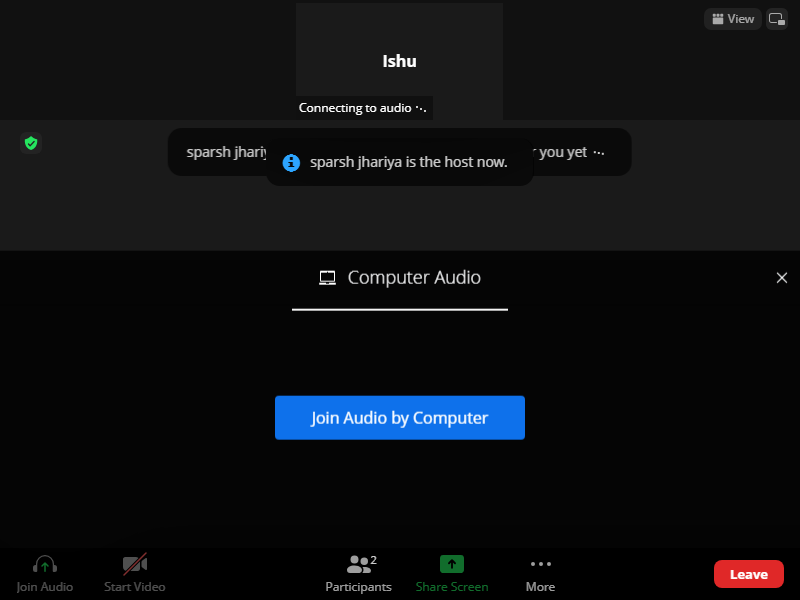 View
Ishu
Connecting to audio
sparsh jhariy
you yet
sparsh jhariya is the host now.
Computer Audio
Join Audio by Computer
2
Join Audio
Start Video
Participants
Share Screen
More
Leave